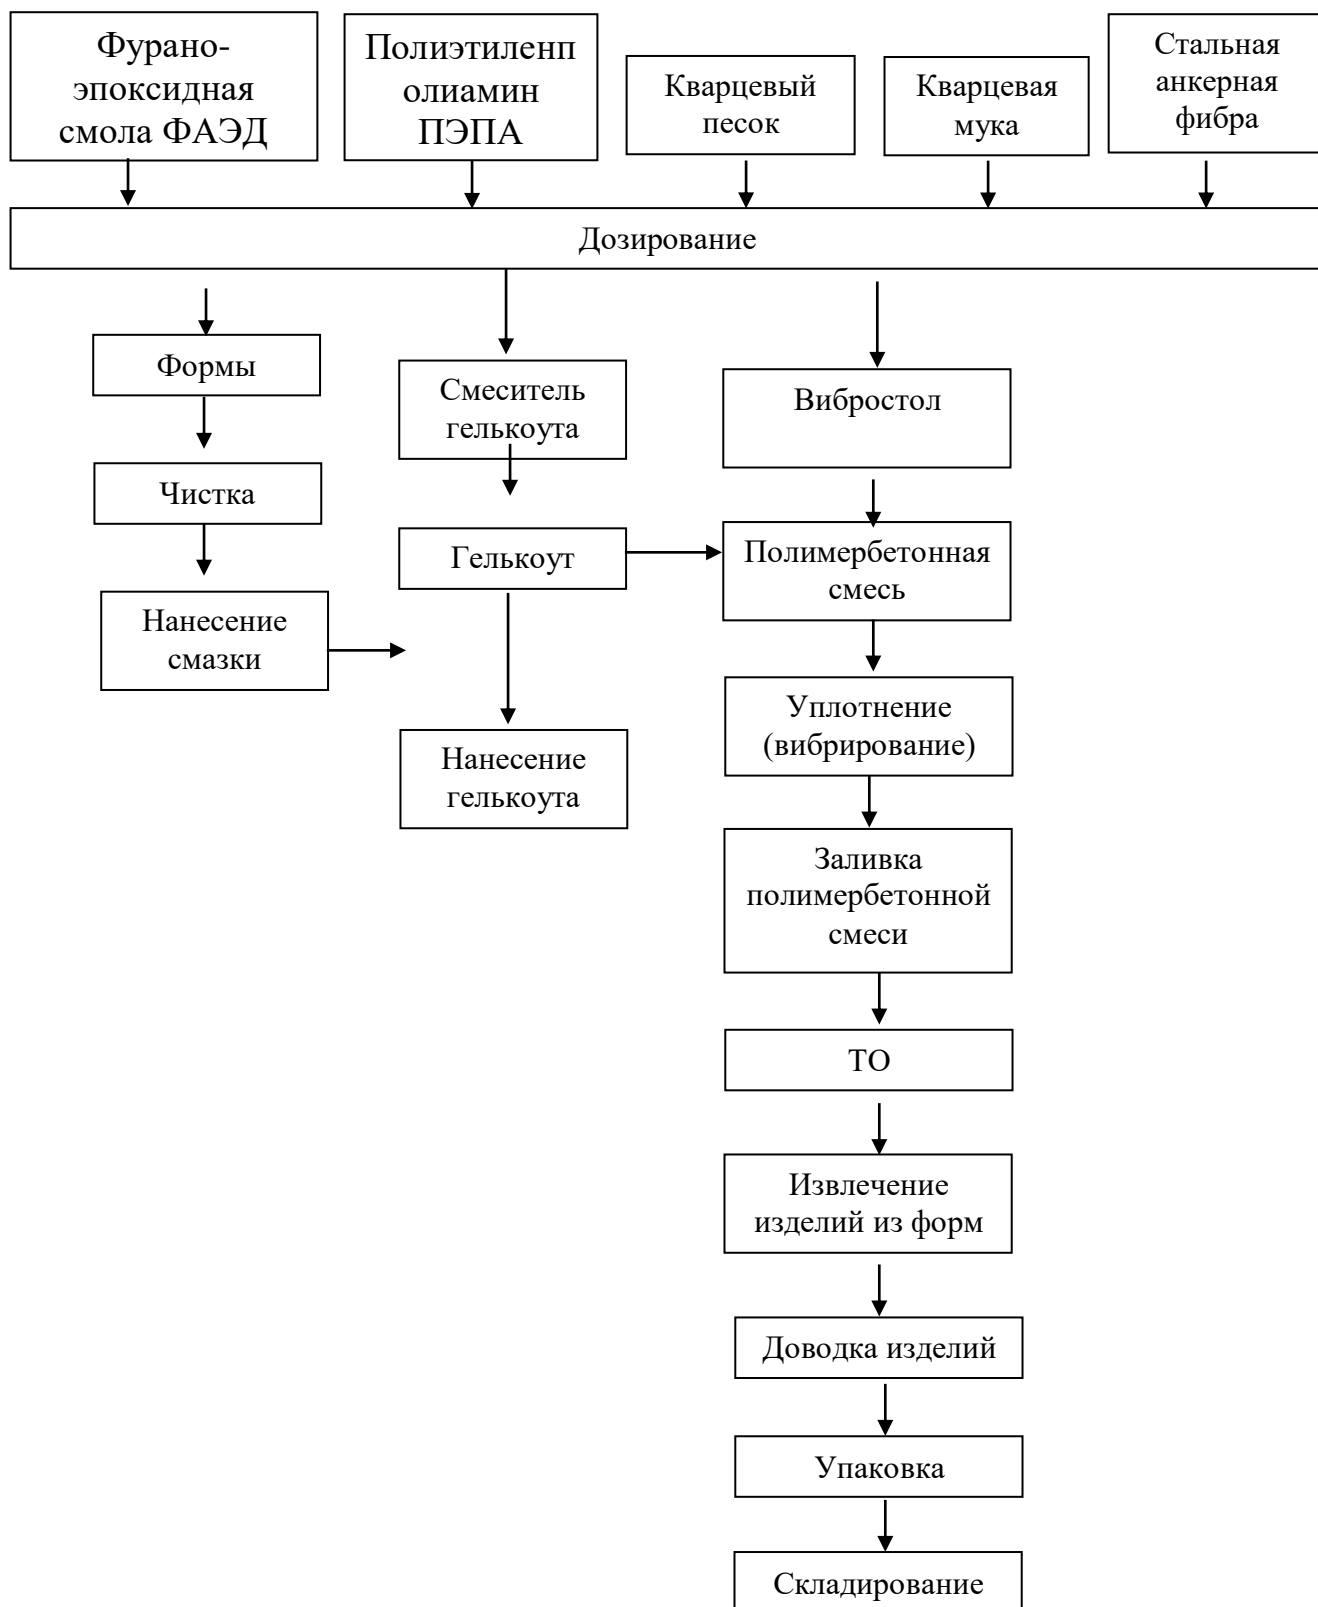 Фурано-
эпоксидная
смола ФАЭД
Полиэтиленп
олиамин
ПЭПА
Кварцевый
песок
Кварцевая
мука
Стальная
анкерная
фибра
Дозирование
Формы
Чистка
Нанесение
смазки
Смеситель
гелькоута
Гелькоут
Нанесение
гелькоута
Вибростол
Полимербетонная
смесь
Уплотнение
(вибрирование)
Заливка
полимербетонной
смеси
ТО
Извлечение
изделий из форм
Доводка изделий
Упаковка
Складирование